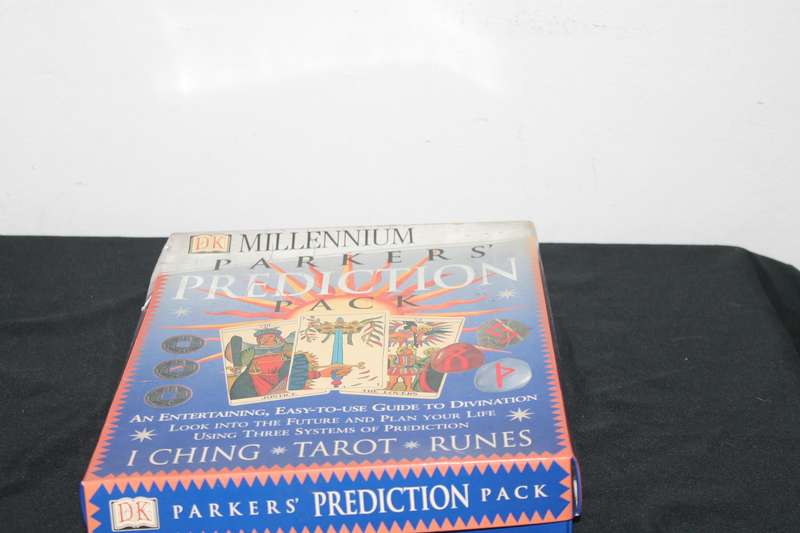 DK MILLENNIUM
PARKERS'
PREDICTION
PACK
JUSTICE
THE LOVERS
AN ENTERTAINING, EASY-TO-USE GUIDE TO DIVINATION
LOOK INTO THE FUTURE AND PLAN YOUR LIFE
USING THREE SYSTEMS OF PREDICTION
I CHING * TAROT * RUNES
DK PARKERS' PREDICTION PACK